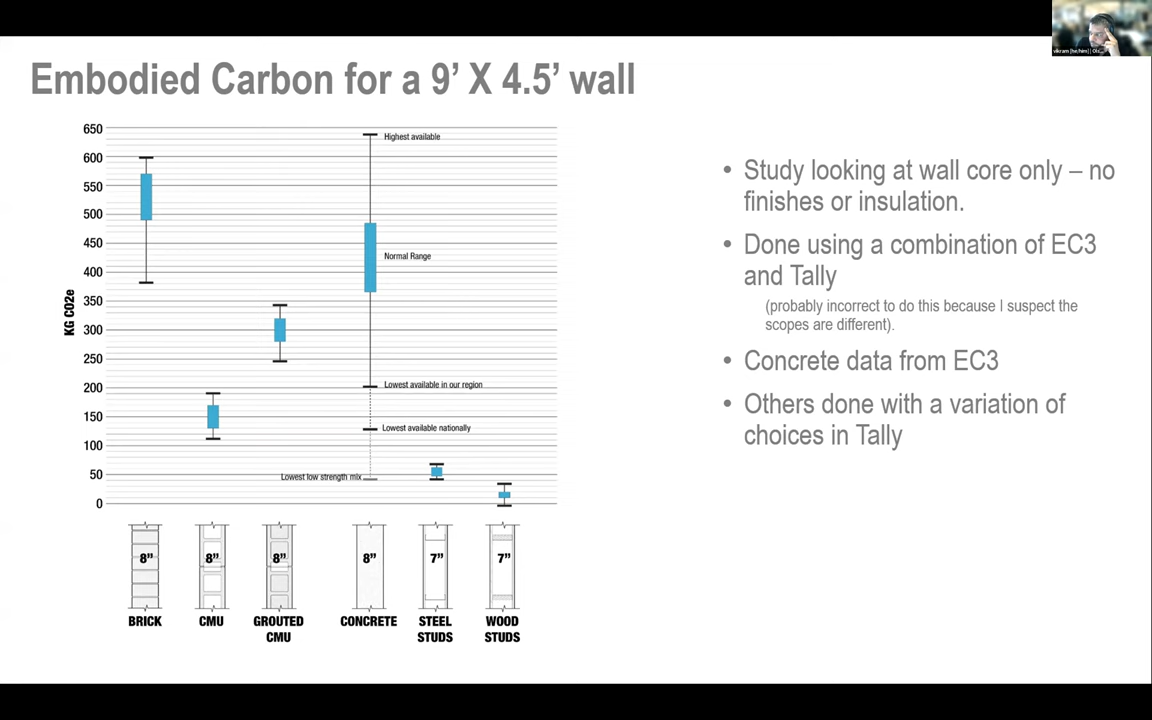 Embodied Carbon for a 9’ X 4.5’ wall
650
600
550
500
450
400
350
300
250
200
150
100
50
0
KG CO2e
Highest available
Normal Range
Lowest available in our region
Lowest available nationally
Lowest low strength mix
8”
8”
8”
8”
7”
7”
BRICK
CMU
GROUTED
CMU
CONCRETE
STEEL
STUDS
WOOD
STUDS
• Study looking at wall core only – no
finishes or insulation.
• Done using a combination of EC3
and Tally
(probably incorrect to do this because I suspect the
scopes are different).
• Concrete data from EC3
• Others done with a variation of
choices in Tally
vikram [he/him]